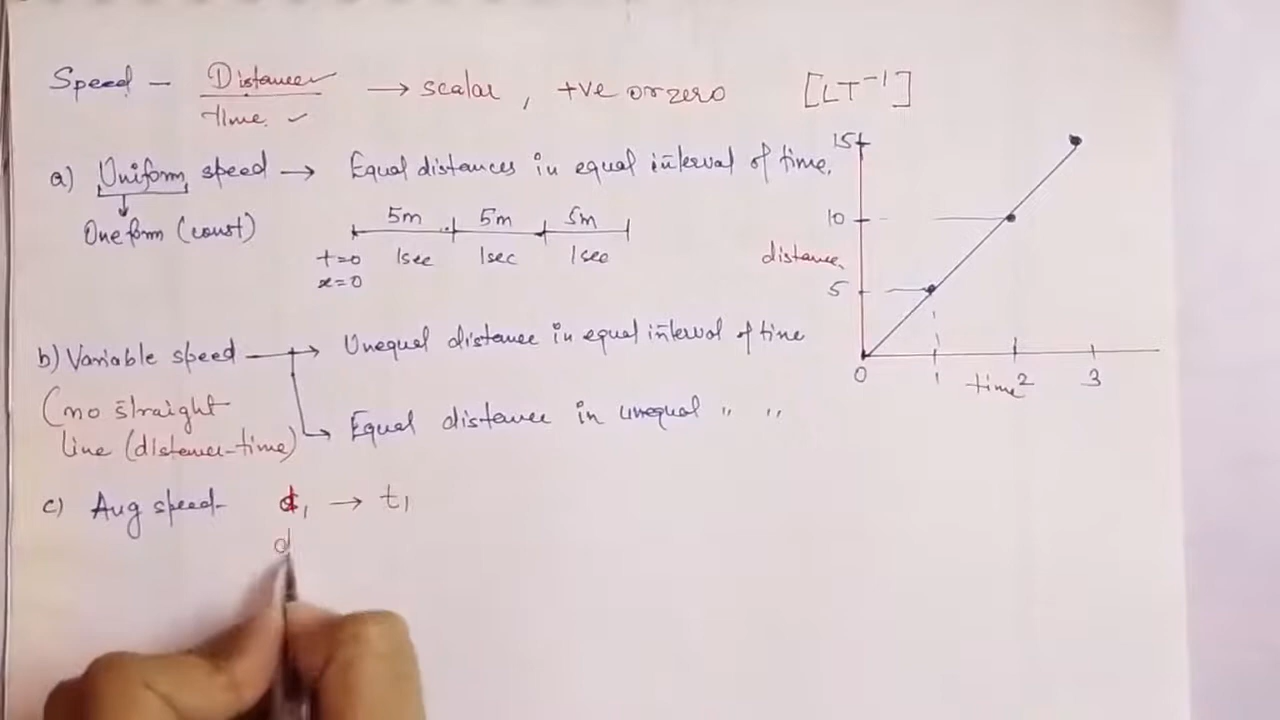 Speed - Distance
Time → scalar, +ve or zero [LT⁻¹]
a) Uniform speed → Equal distances in equal interval of time.
One form (const)
5m 5m 5m
t=0 1sec 1sec 1sec
x=0
b) Variable speed → Unequal distance in equal interval of time
(no straight line (distance-time)
→ Equal distance in unequal " "
c) Avg speed- d₁ → t₁
d
15
10
distance
5
0 1 time 2 3